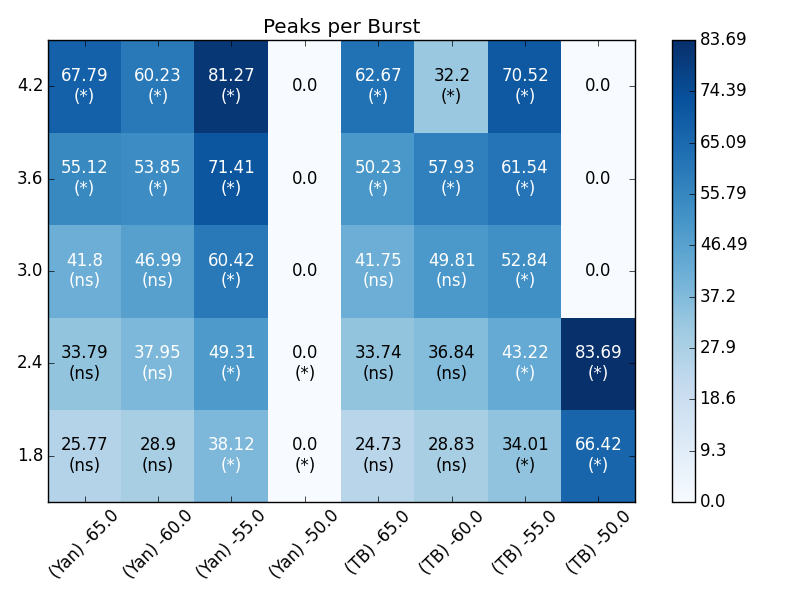 Peaks per Burst
4.2 67.79 60.23 81.27 0.0 62.67 32.2 70.52 0.0
(*) (*) (*) (*) (*) (*)
3.6 55.12 53.85 71.41 0.0 50.23 57.93 61.54 0.0
(*) (*) (*) (*) (*) (*)
3.0 41.8 46.99 60.42 0.0 41.75 49.81 52.84 0.0
(ns) (ns) (*) (ns) (ns) (*)
2.4 33.79 37.95 49.31 0.0 33.74 36.84 43.22 83.69
(ns) (ns) (*) (*) (ns) (ns) (*) (*)
1.8 25.77 28.9 38.12 0.0 24.73 28.83 34.01 66.42
(ns) (ns) (*) (*) (ns) (ns) (*) (*)
(Yan) -65.0
(Yan) -60.0
(Yan) -55.0
(Yan) -50.0
(TB) -65.0
(TB) -60.0
(TB) -55.0
(TB) -50.0
83.69
74.39
65.09
55.79
46.49
37.2
27.9
18.6
9.3
0.0